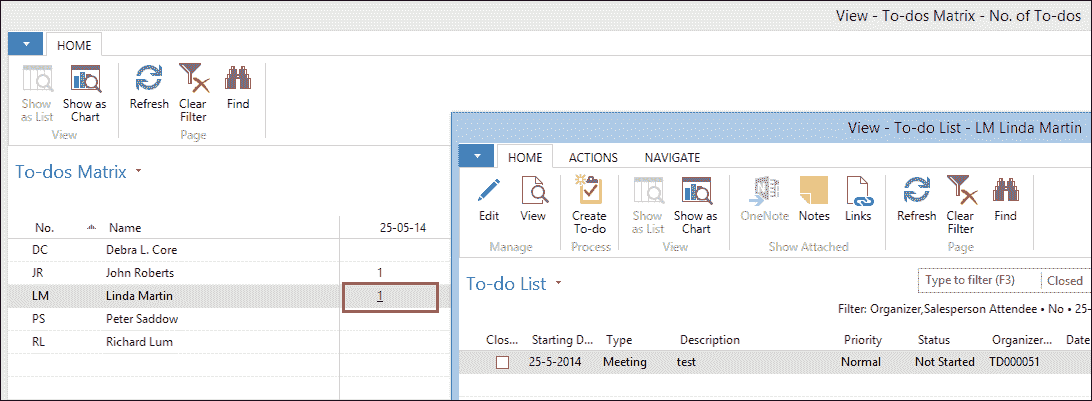 View - To-dos Matrix - No. of To-dos
HOME
Show as List
Show as Chart
Refresh
Clear Filter
Find
View
Page
To-dos Matrix
No. Name 25-05-14
DC Debra L. Core
JR John Roberts 1
LM Linda Martin 1
PS Peter Saddow
RL Richard Lum
View - To-do List - LM Linda Martin
HOME ACTIONS NAVIGATE
Edit
View
Create To-do
Show as List
Show as Chart
OneNote
Notes
Links
Refresh
Clear Filter
Find
Manage
Process
View
Show Attached
Page
To-do List
Type to filter (F3)
Closed
Filter: Organizer,Salesperson Attendee • No • 25-
Clos... Starting D... Type Description Priority Status Organizer... Date
25-5-2014 Meeting test Normal Not Started TD000051